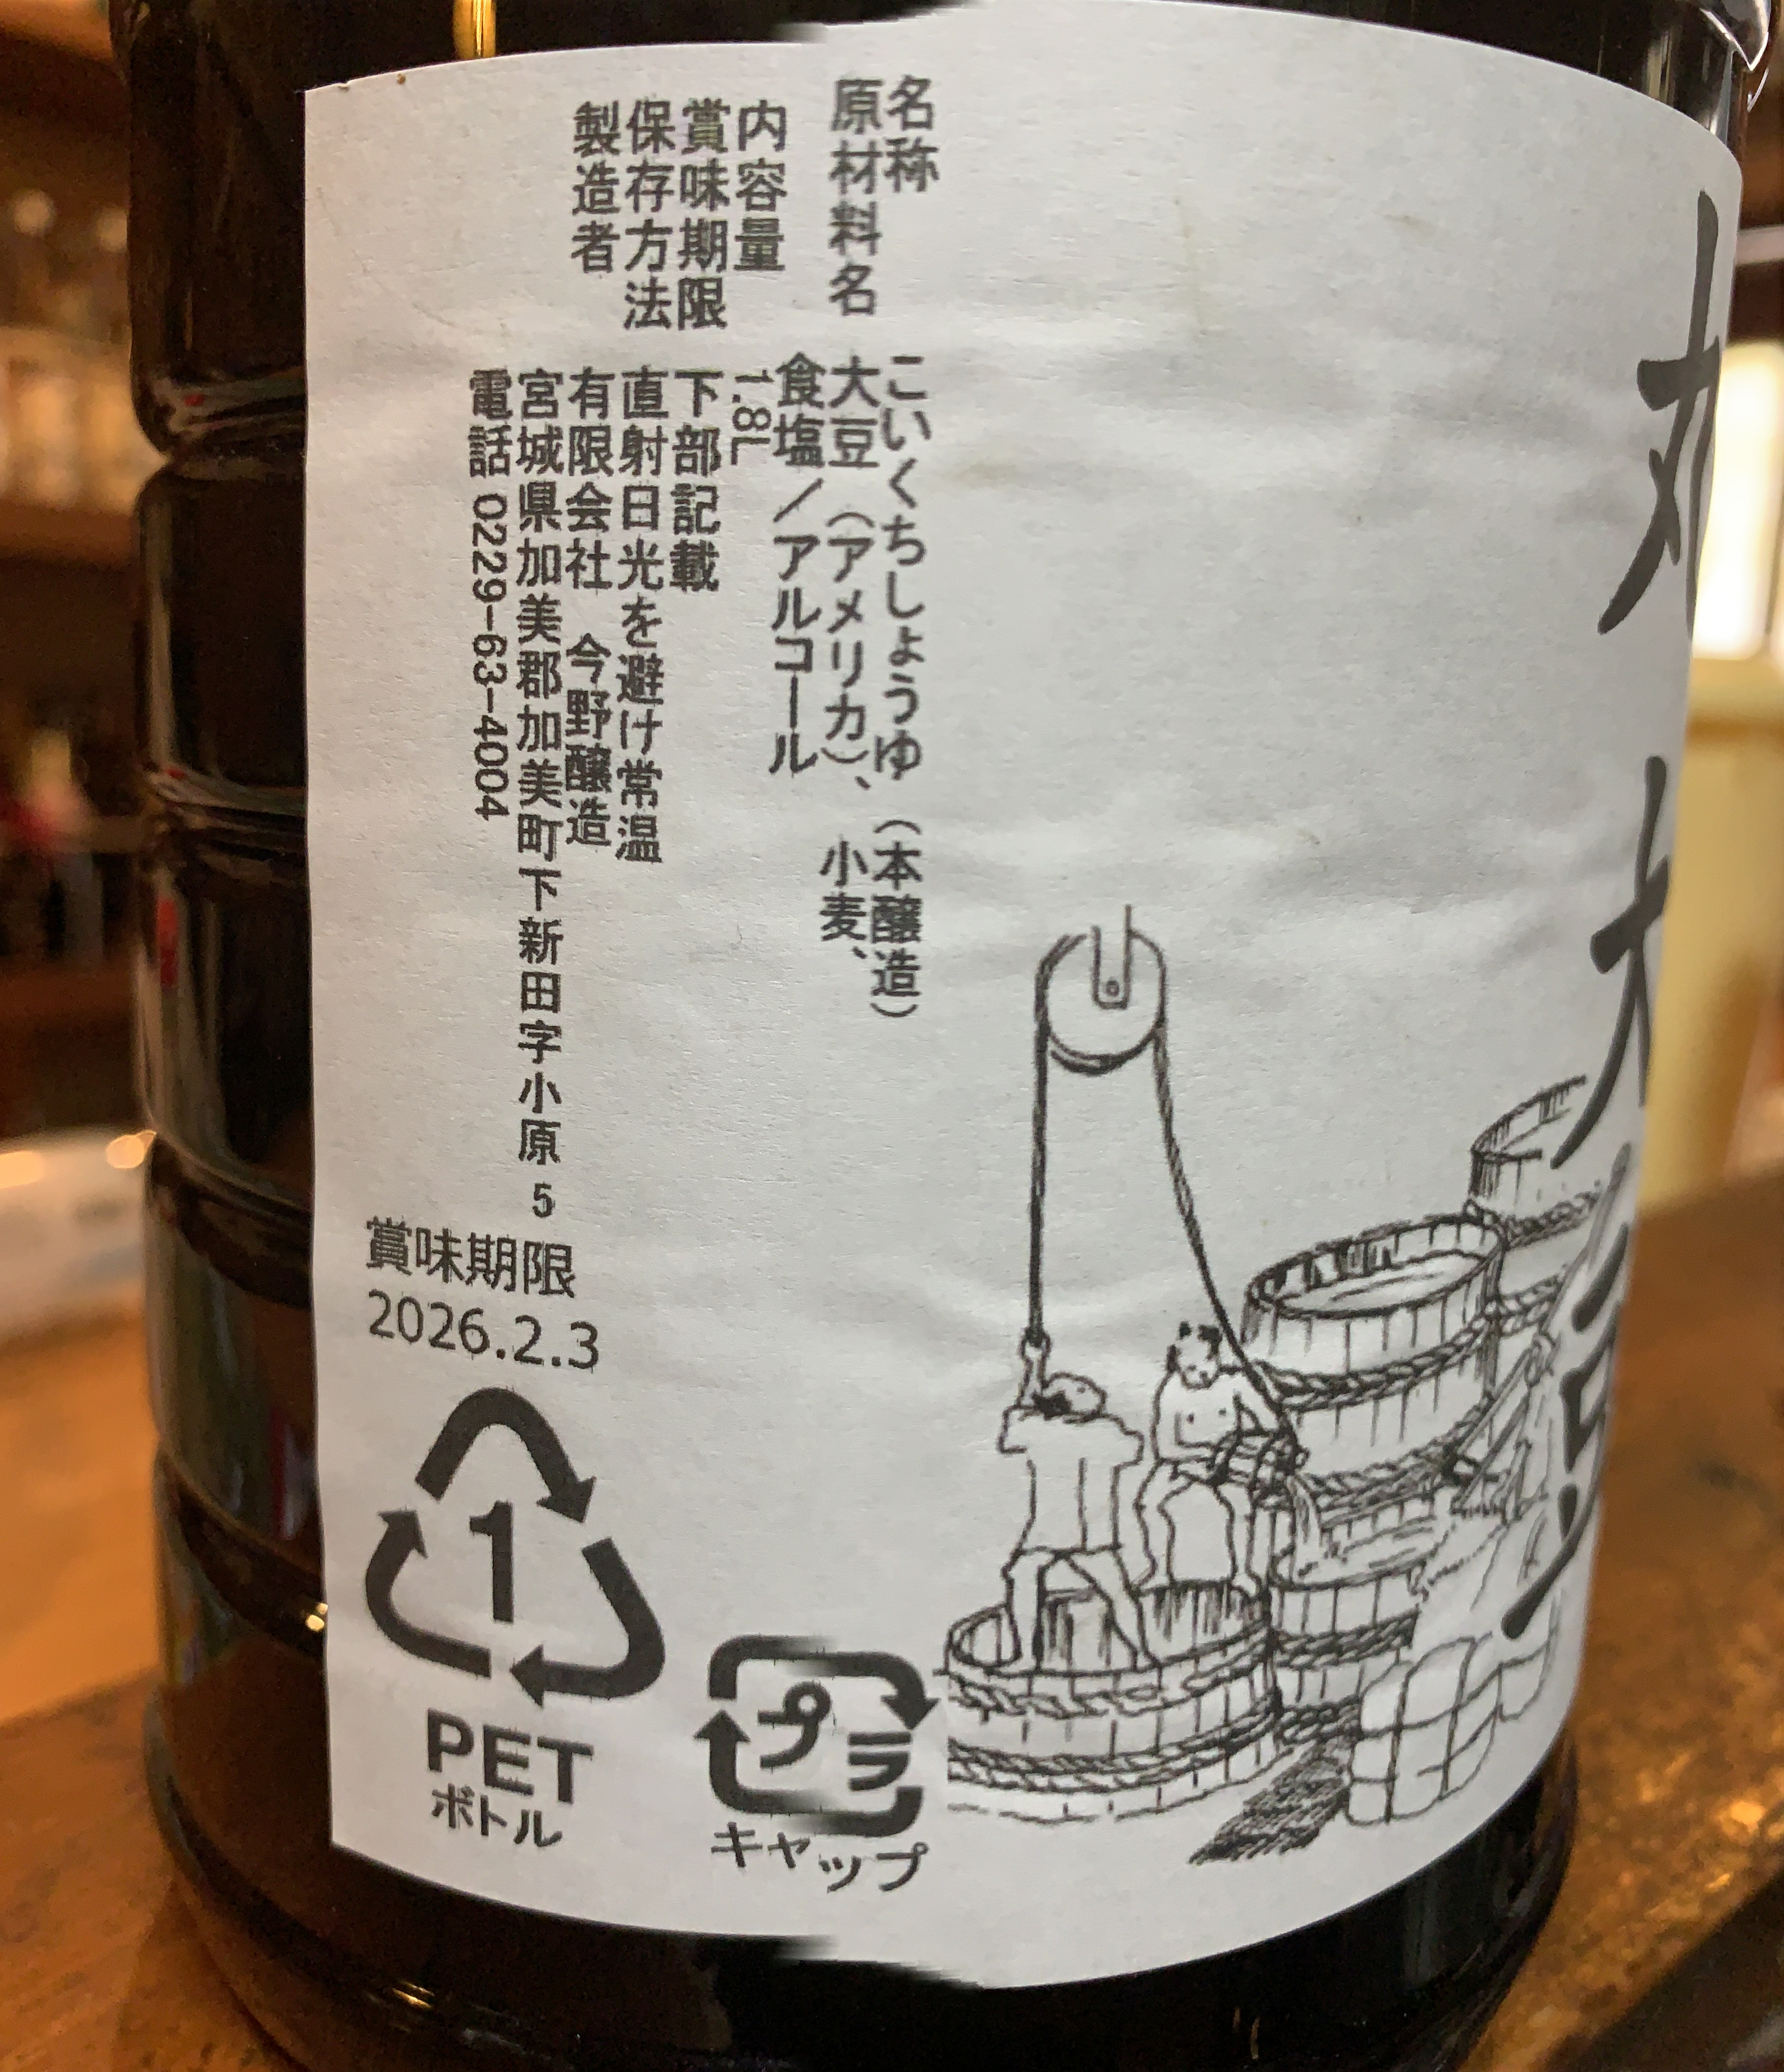 丸大豆
名称　こいくちしょうゆ（本醸造）
原材料名　大豆（アメリカ）、小麦、
食塩／アルコール
内容量　1.8L
賞味期限　下部記載
保存方法　直射日光を避け常温
製造者　有限会社　今野醸造
宮城県加美郡加美町下新田字小原5
電話 0229-63-4004
賞味期限
2026.2.3
1
PET
ボトル
プラ
キャップ